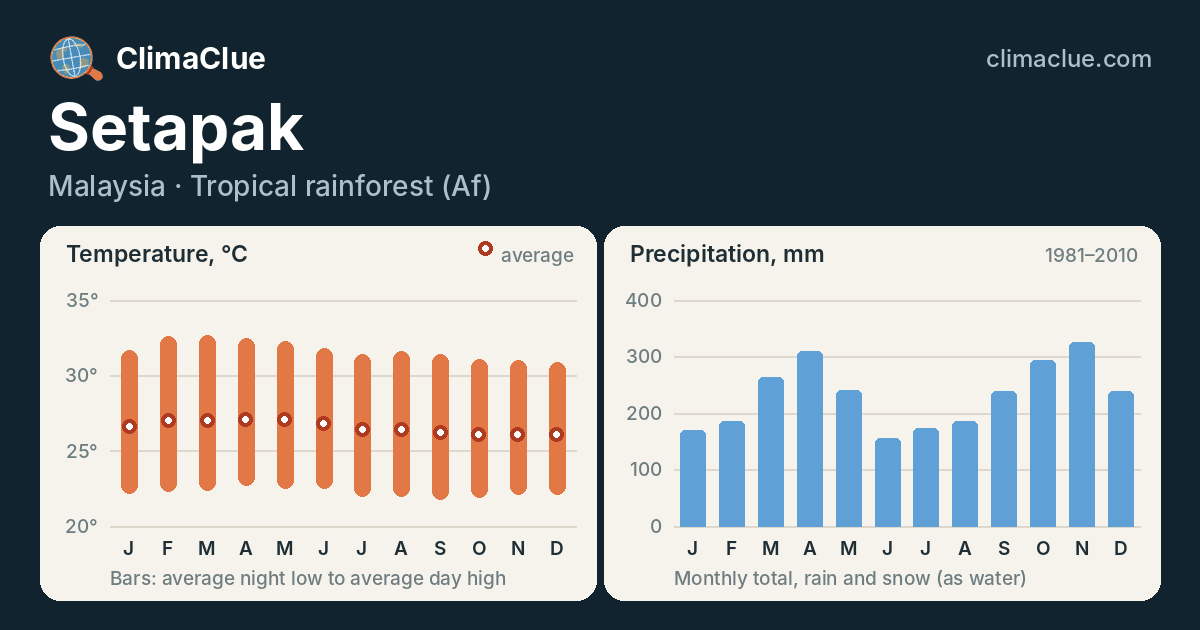 ClimaClue
climaclue.com
Setapak
Malaysia · Tropical rainforest (Af)
Temperature, °C
average
35°
30°
25°
20°
J F M A M J J A S O N D
Bars: average night low to average day high
Precipitation, mm
1981–2010
400
300
200
100
0
J F M A M J J A S O N D
Monthly total, rain and snow (as water)